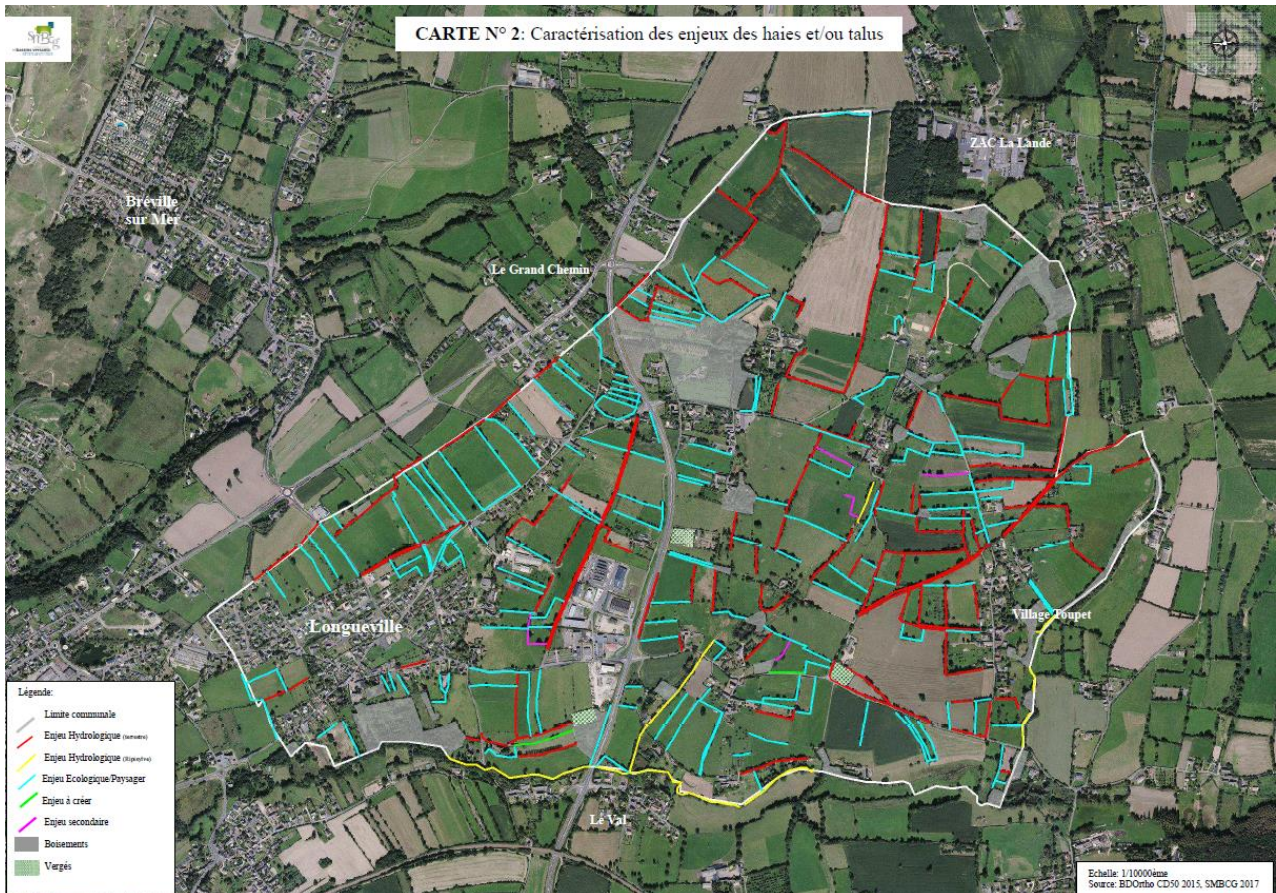 CARTE N° 2: Caractérisation des enjeux des haies et/ou talus
SMBCG
ZAC La Lande
Bréville
sur Mer
Le Grand Chemin
Longueville
Village Toupet
Le Val
Légende:
Limite communale
Enjeu Hydrologique
Enjeu Hydrologique (Ripisylve)
Enjeu Ecologique/Paysager
Enjeu à créer
Enjeu secondaire
Boisements
Vergés
Echelle: 1/10000ème
Source: BDOrtho CD50 2015, SMBCG 2017